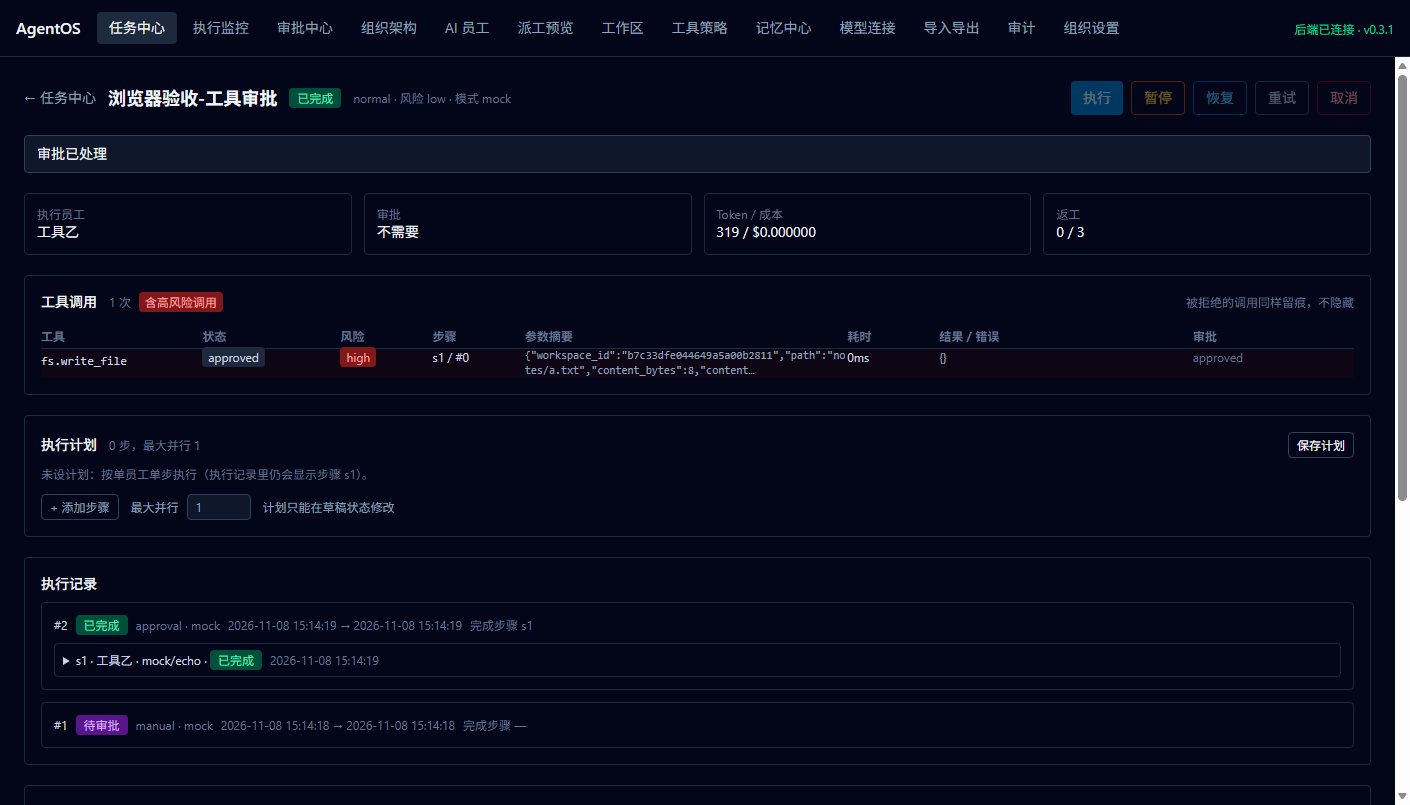 AgentOS 任务中心 执行监控 审批中心 组织架构 AI 员工 派工预览 工作区 工具策略 记忆中心 模型连接 导入导出 审计 组织设置 后端已连接 · v0.3.1
← 任务中心 浏览器验收-工具审批 已完成 normal · 风险 low · 模式 mock 执行 暂停 恢复 重试 取消
审批已处理
执行员工 审批 Token / 成本 返工
工具乙 不需要 319 / $0.000000 0 / 3
工具调用 1 次 含高风险调用 被拒绝的调用同样留痕，不隐藏
工具 状态 风险 步骤 参数摘要 耗时 结果 / 错误 审批
fs.write_file approved high s1 / #0 {"workspace_id":"b7c33dfe044649a5a00b2811","path":"no 0ms {} approved
tes/a.txt","content_bytes":8,"content…
执行计划 0 步，最大并行 1 保存计划
未设计划：按单员工单步执行（执行记录里仍会显示步骤 s1）。
+ 添加步骤 最大并行 1 计划只能在草稿状态修改
执行记录
#2 已完成 approval · mock 2026-11-08 15:14:19 → 2026-11-08 15:14:19 完成步骤 s1
▶ s1 · 工具乙 · mock/echo · 已完成 2026-11-08 15:14:19
#1 待审批 manual · mock 2026-11-08 15:14:18 → 2026-11-08 15:14:18 完成步骤 —